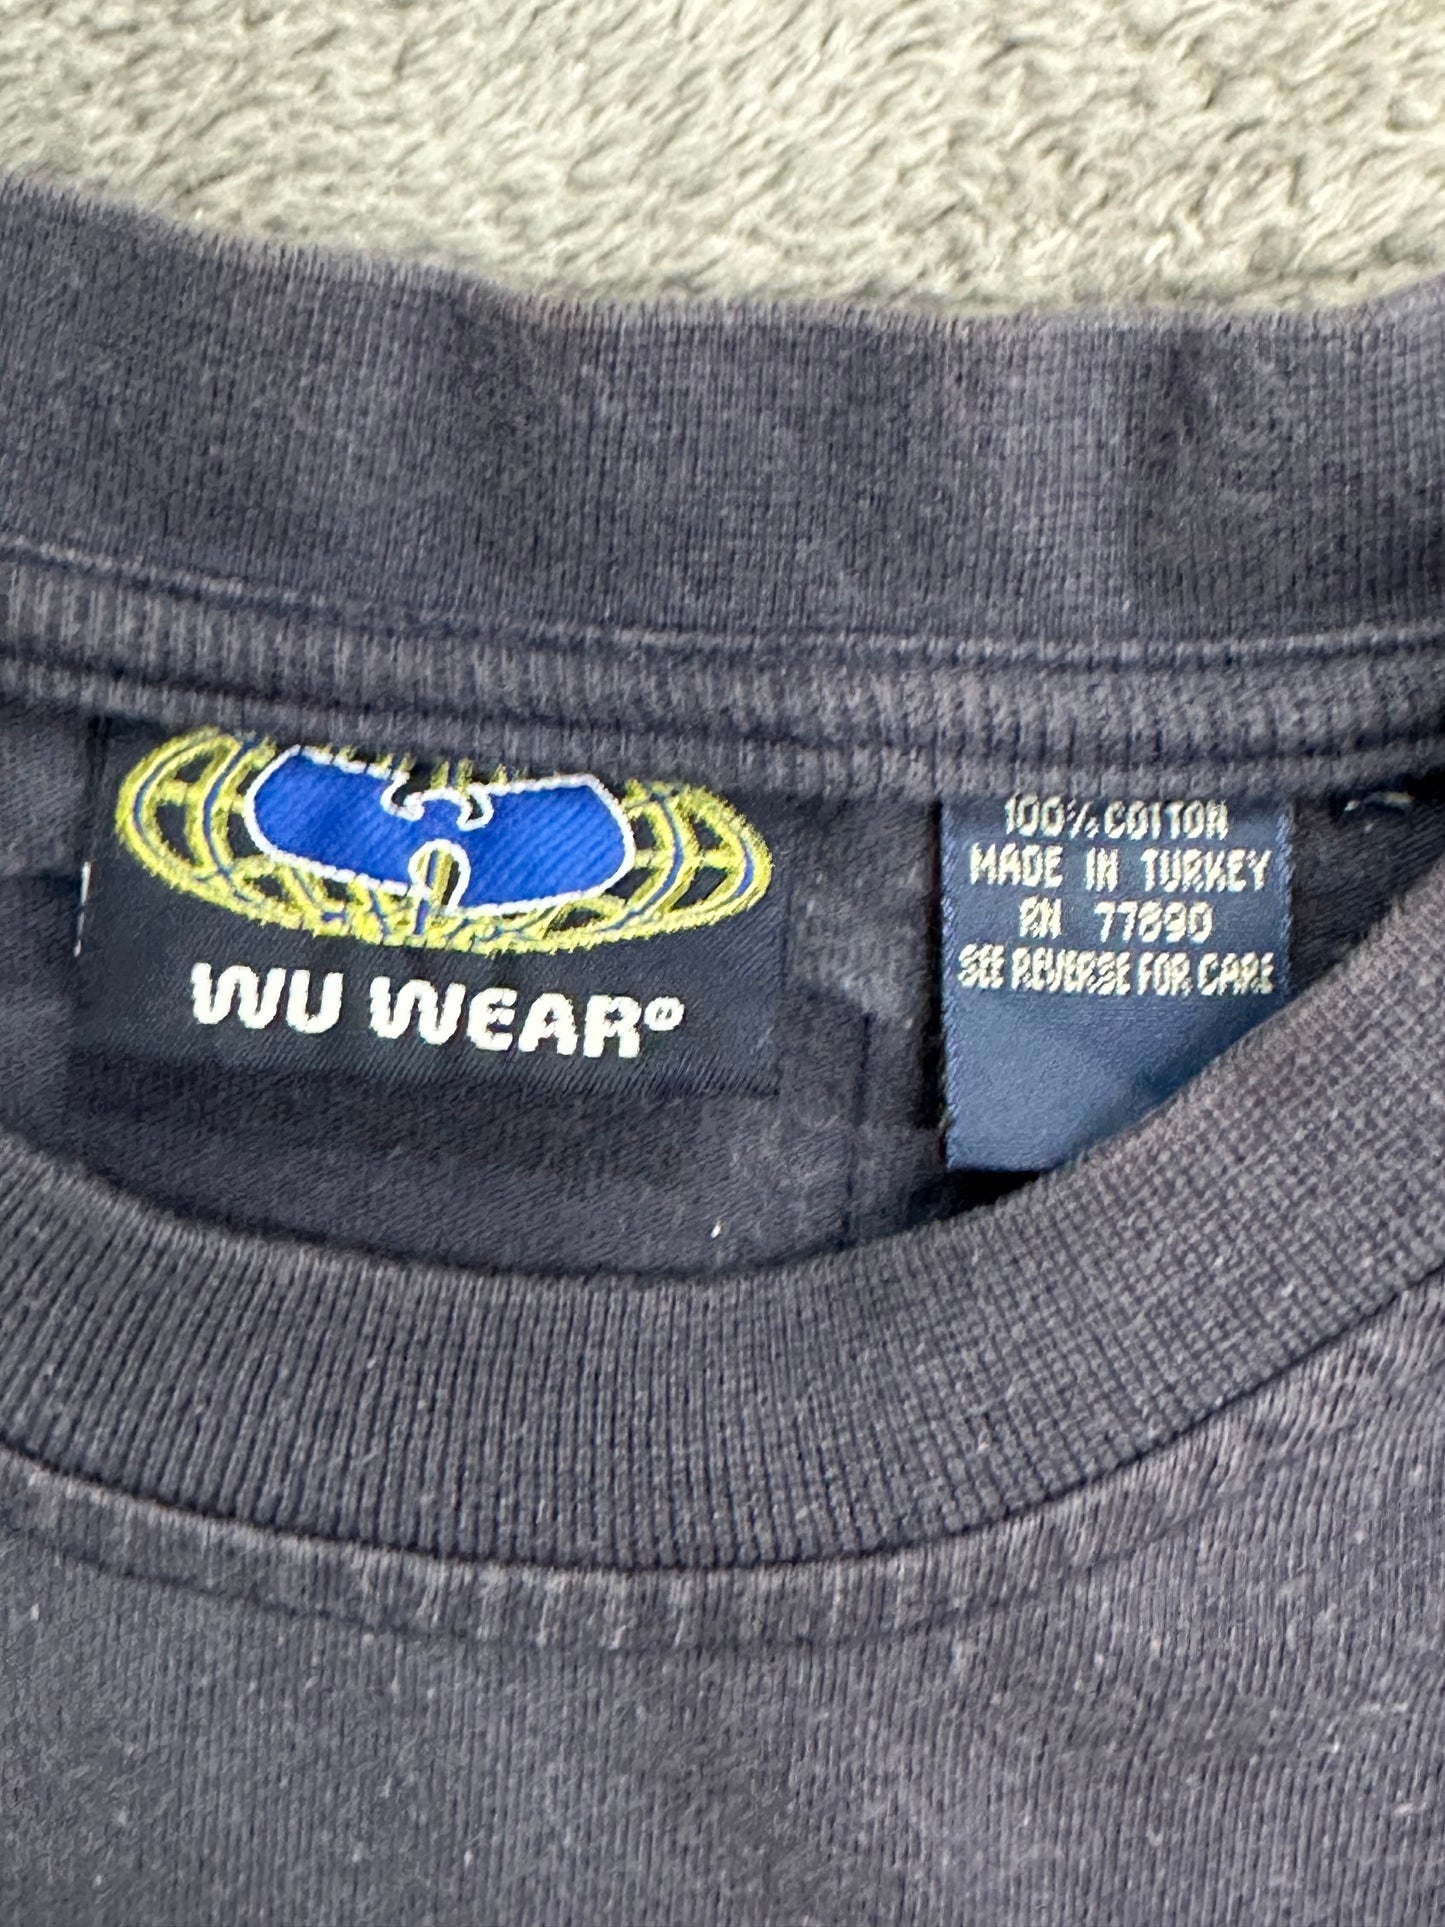 WU WEAR®
100% COTTON
MADE IN TURKEY
RN 77890
SEE REVERSE FOR CARE